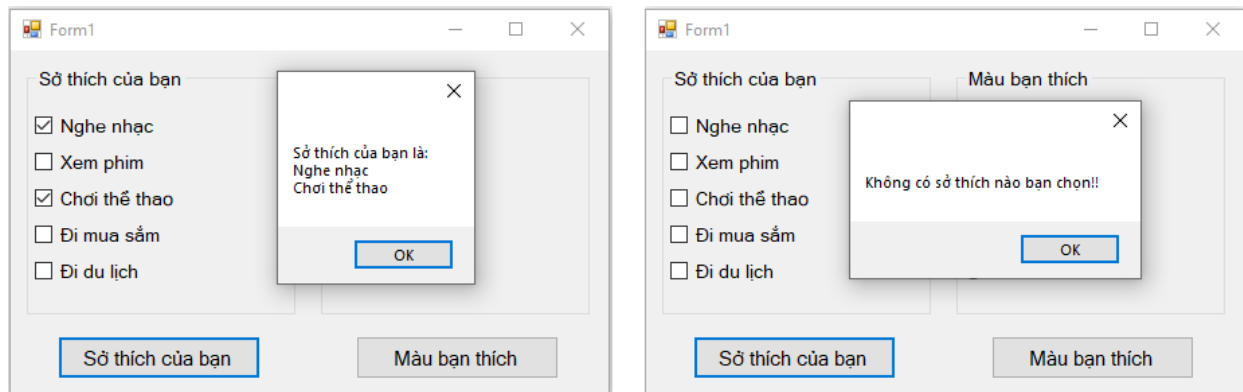 Form1
Sở thích của bạn
Nghe nhạc
Xem phim
Chơi thể thao
Đi mua sắm
Đi du lịch
Sở thích của bạn là:
Nghe nhạc
Chơi thể thao
OK
Sở thích của bạn
Màu bạn thích
Form1
Sở thích của bạn
Màu bạn thích
Nghe nhạc
Xem phim
Chơi thể thao
Đi mua sắm
Đi du lịch
Không có sở thích nào bạn chọn!!
OK
Sở thích của bạn
Màu bạn thích